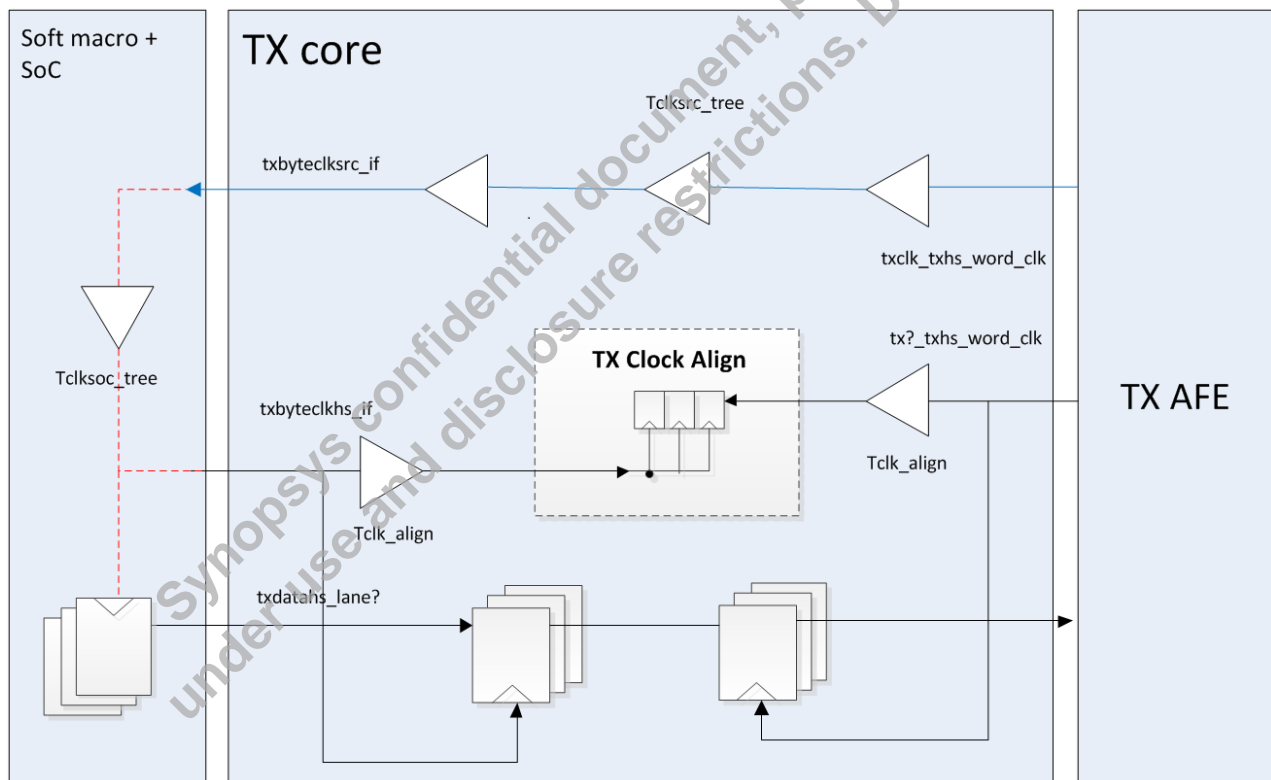 Soft macro +
SoC
TX core
Tclksrc_tree
txbyteclksrc_if
txclk_txhs_word_clk
Tclksoc_tree
TX Clock Align
tx?_txhs_word_clk
TX AFE
txbyteclkhs_if
Tclk_align
Tclk_align
txdatahs_lane?
Synopsys confidential document,
under use and disclosure restrictions.